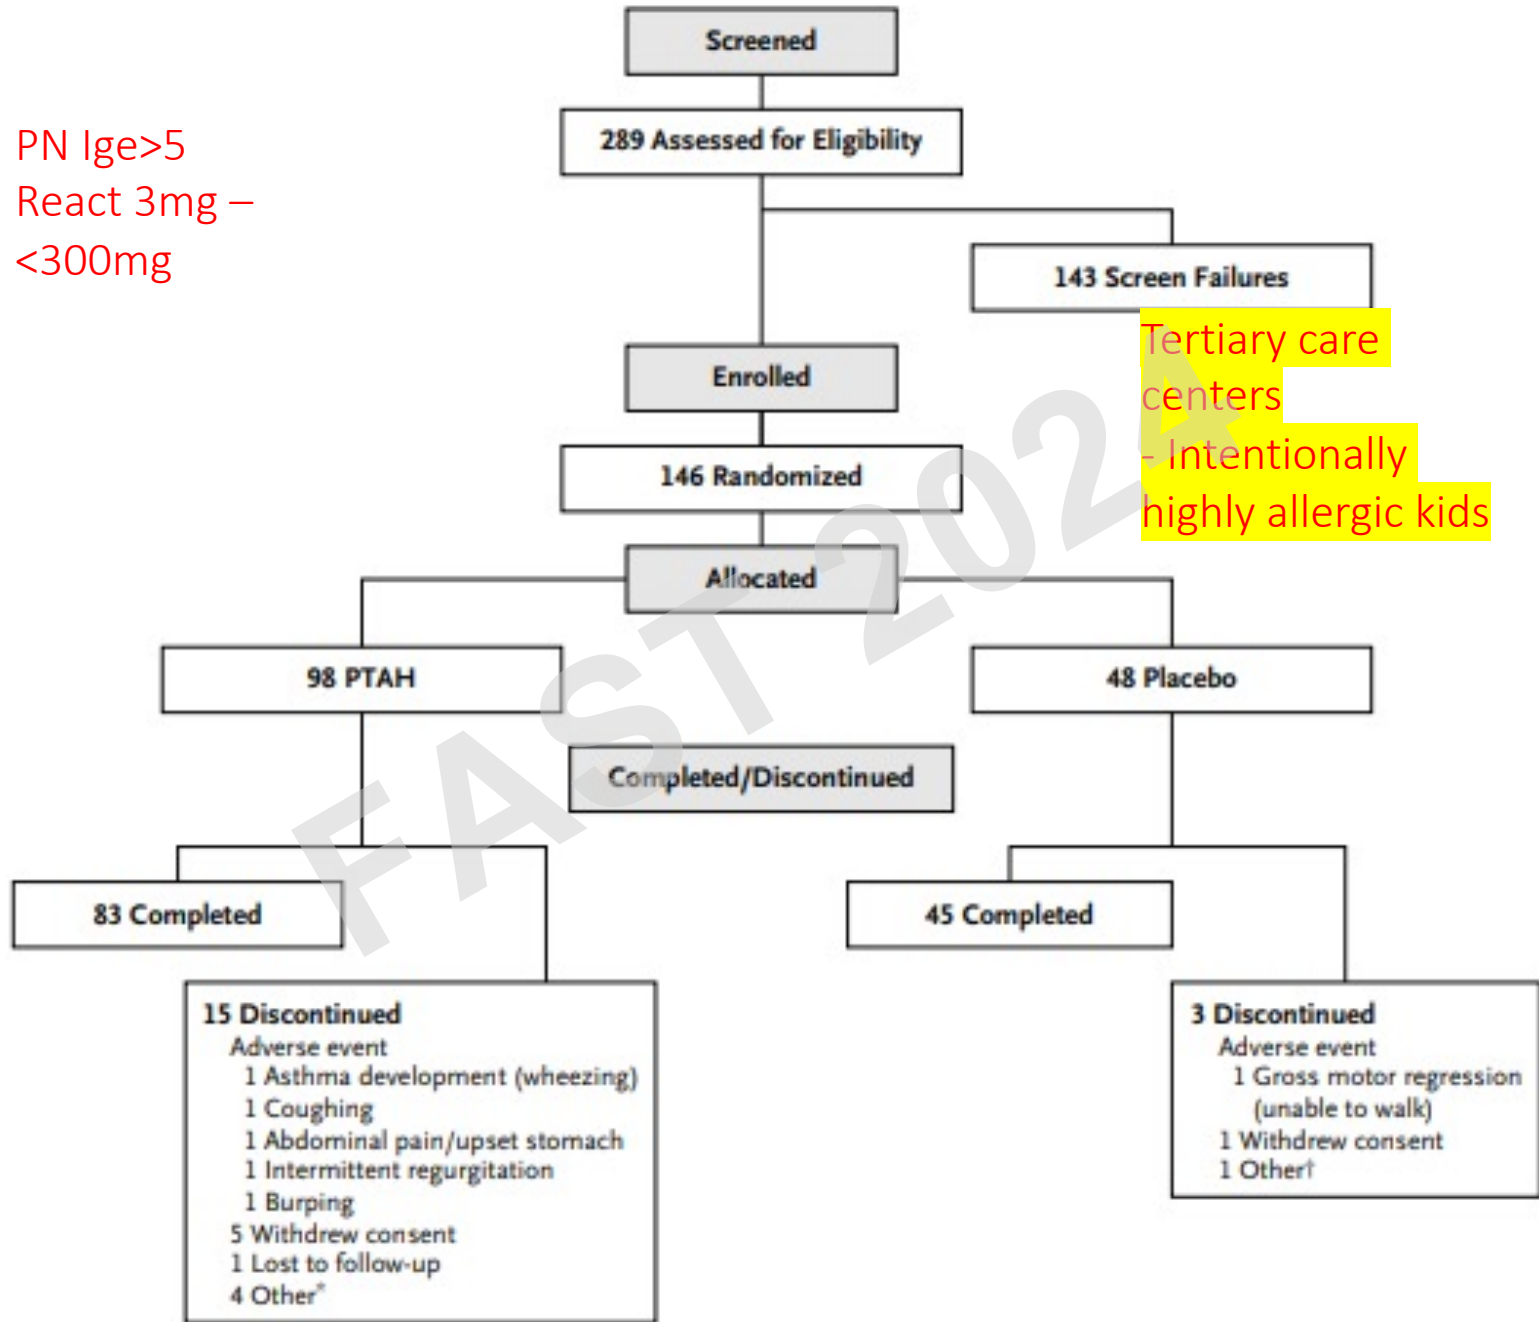 Screened
289 Assessed for Eligibility
PN Ige>5
React 3mg –
<300mg
143 Screen Failures
Tertiary care
centers
- Intentionally
highly allergic kids
Enrolled
146 Randomized
Allocated
98 PTAH
48 Placebo
Completed/Discontinued
83 Completed
45 Completed
15 Discontinued
Adverse event
1 Asthma development (wheezing)
1 Coughing
1 Abdominal pain/upset stomach
1 Intermittent regurgitation
1 Burping
5 Withdrew consent
1 Lost to follow-up
4 Other*
3 Discontinued
Adverse event
1 Gross motor regression
(unable to walk)
1 Withdrew consent
1 Other†
FAST 2024